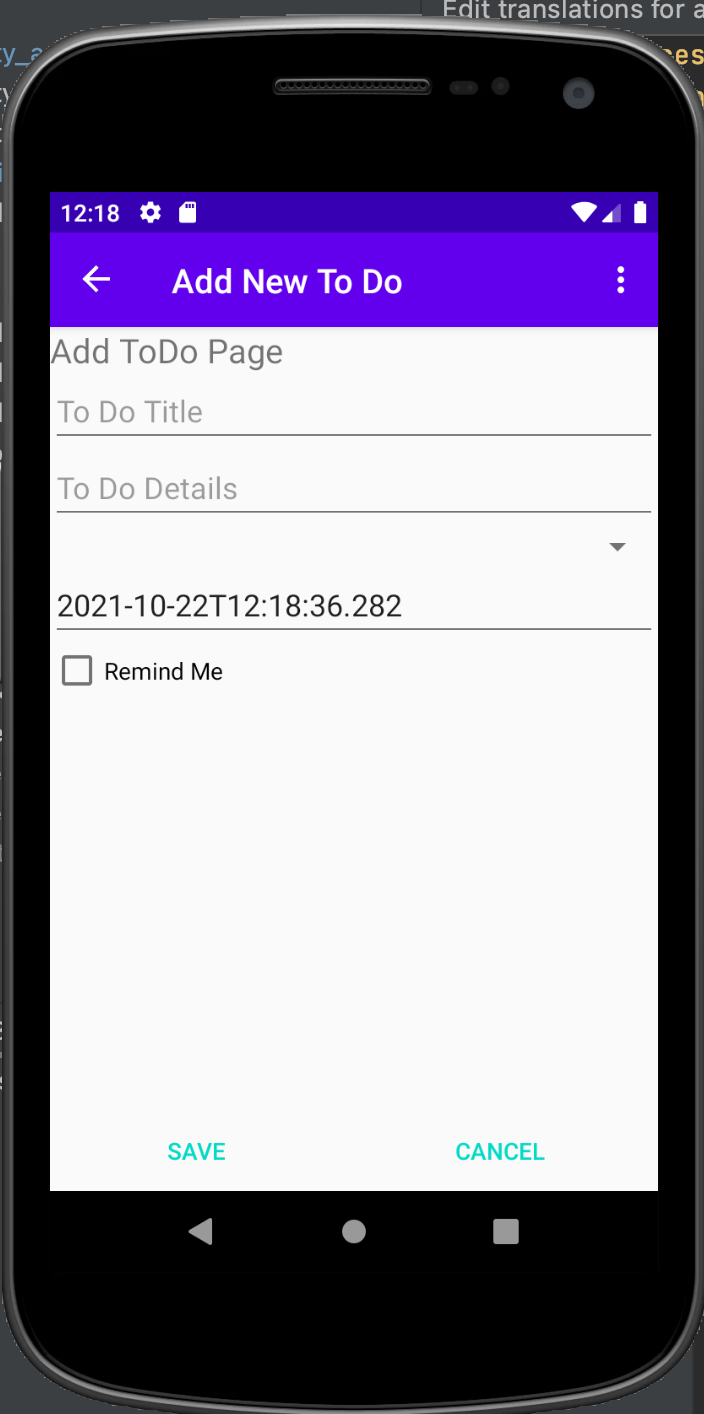 Edit translations for a
12:18
Add New To Do
Add ToDo Page
To Do Title
To Do Details
2021-10-22T12:18:36.282
Remind Me
SAVE CANCEL